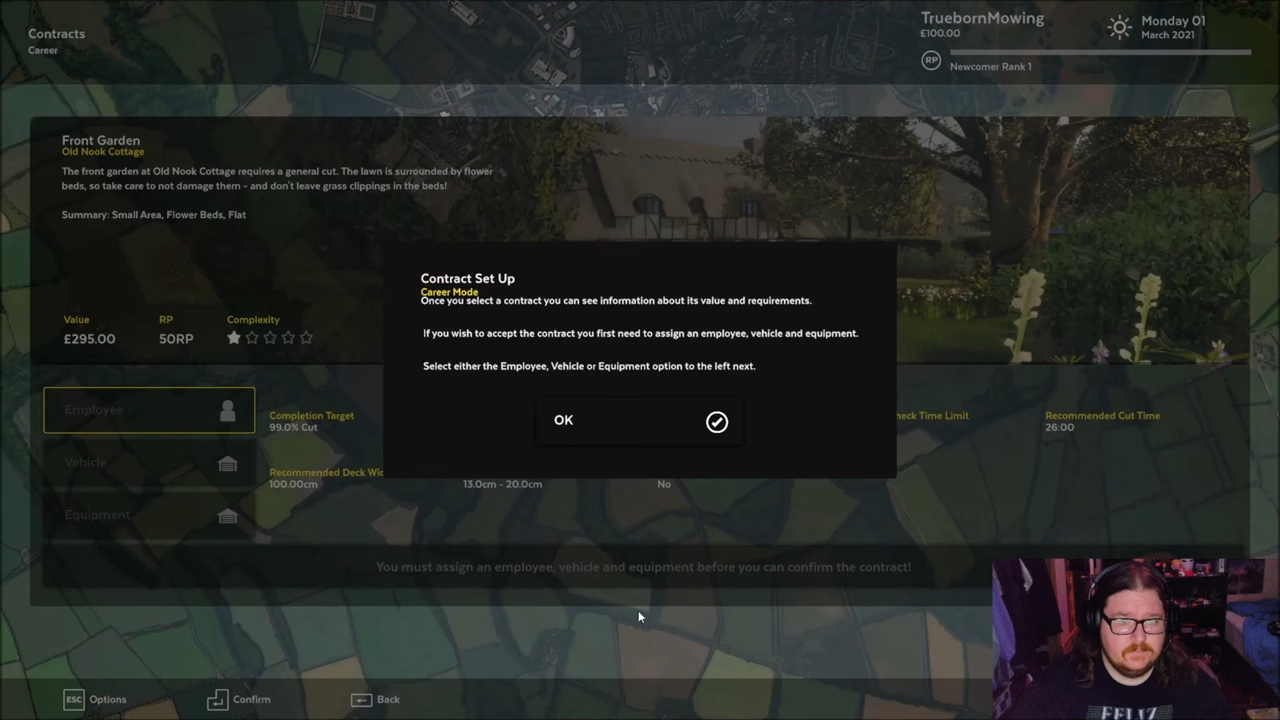 Contracts
Career
TruebornMowing
£100.00
Monday 01
March 2021
RP
Newcomer Rank 1
Front Garden
Old Nook Cottage
The front garden at Old Nook Cottage requires a general cut. The lawn is surrounded by flower
beds, so take care to not damage them - and don't leave grass clippings in the beds!
Summary: Small Area, Flower Beds, Flat
Value
£295.00
RP
50RP
Complexity
Contract Set Up
Career Mode
Once you select a contract you can see information about its value and requirements.
If you wish to accept the contract you first need to assign an employee, vehicle and equipment.
Select either the Employee, Vehicle or Equipment option to the left next.
OK
Employee
Vehicle
Equipment
Completion Target
99.0% Cut
Time Limit
Recommended Cut Time
26:00
Recommended Deck
100.00cm
13.0cm - 20.0cm
No
You must assign an employee, vehicle and equipment before you can confirm the contract!
FELIZ
ESC Options
Confirm
Back